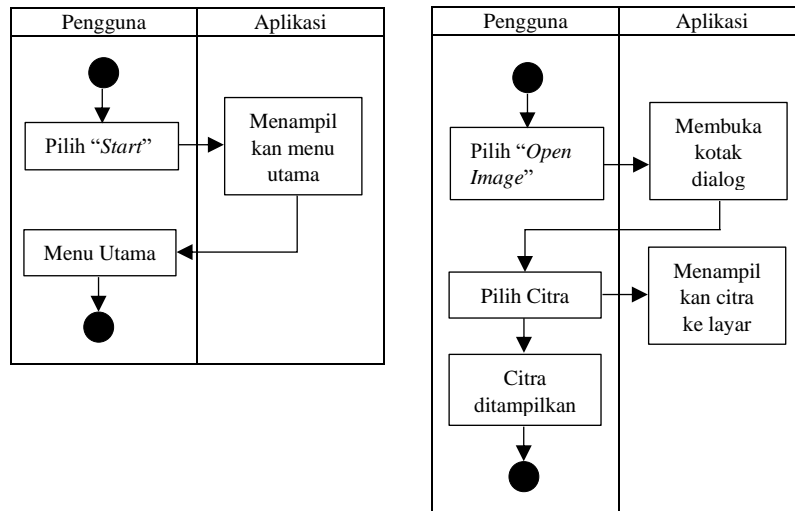 Pengguna
Aplikasi
Pilih “Start”
Menampil
kan menu
utama
Menu Utama
Pengguna
Aplikasi
Pilih “Open
Image”
Membuka
kotak
dialog
Pilih Citra
Menampil
kan citra
ke layar
Citra
ditampilkan